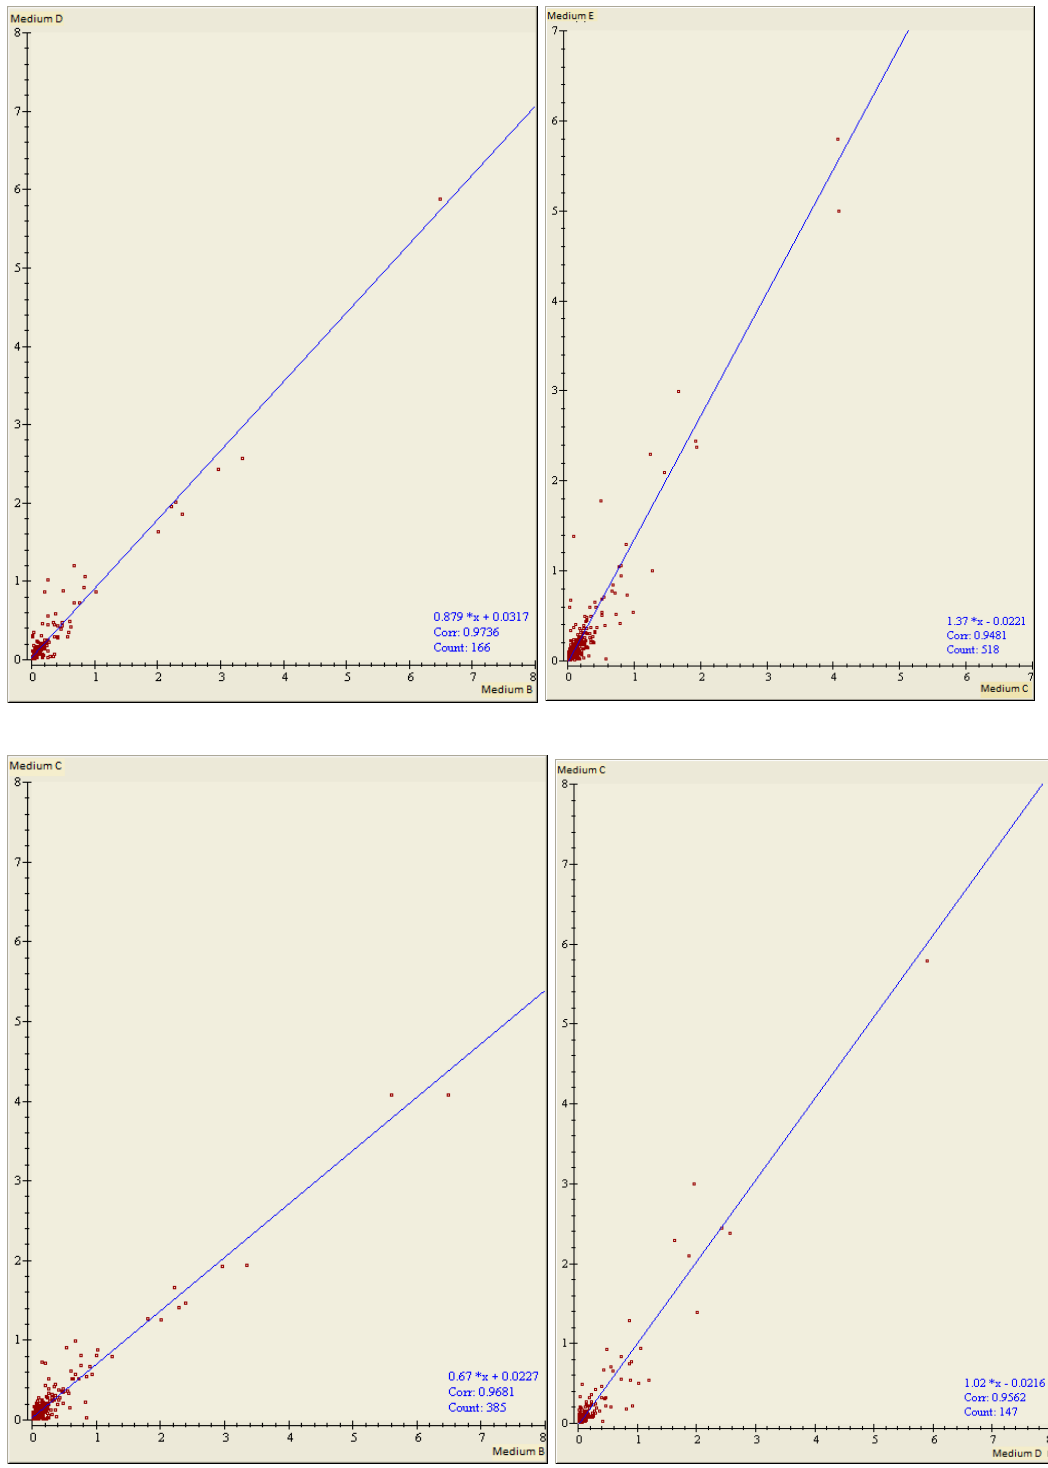 Medium D
8
7
6
5
4
3
2
1
0
0 1 2 3 4 5 6 7 8
0.879 *x + 0.0317
Corr: 0.9736
Count: 166
Medium B
Medium E
7
6
5
4
3
2
1
0
0 1 2 3 4 5 6 7
1.37 *x - 0.0221
Corr: 0.9481
Count: 518
Medium C
Medium C
8
7
6
5
4
3
2
1
0
0 1 2 3 4 5 6 7 8
0.67 *x + 0.0227
Corr: 0.9681
Count: 385
Medium B
Medium C
8
7
6
5
4
3
2
1
0
0 1 2 3 4 5 6 7 8
1.02 *x - 0.0216
Corr: 0.9562
Count: 147
Medium D